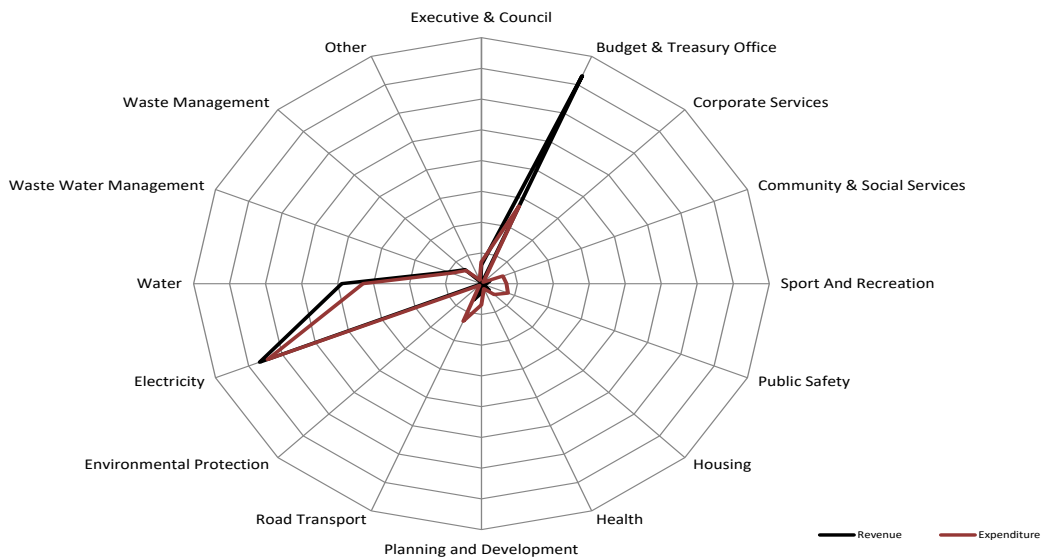 Executive & Council
Other
Budget & Treasury Office
Waste Management
Corporate Services
Waste Water Management
Community & Social Services
Water
Sport And Recreation
Electricity
Public Safety
Environmental Protection
Housing
Road Transport
Health
Planning and Development
Revenue
Expenditure